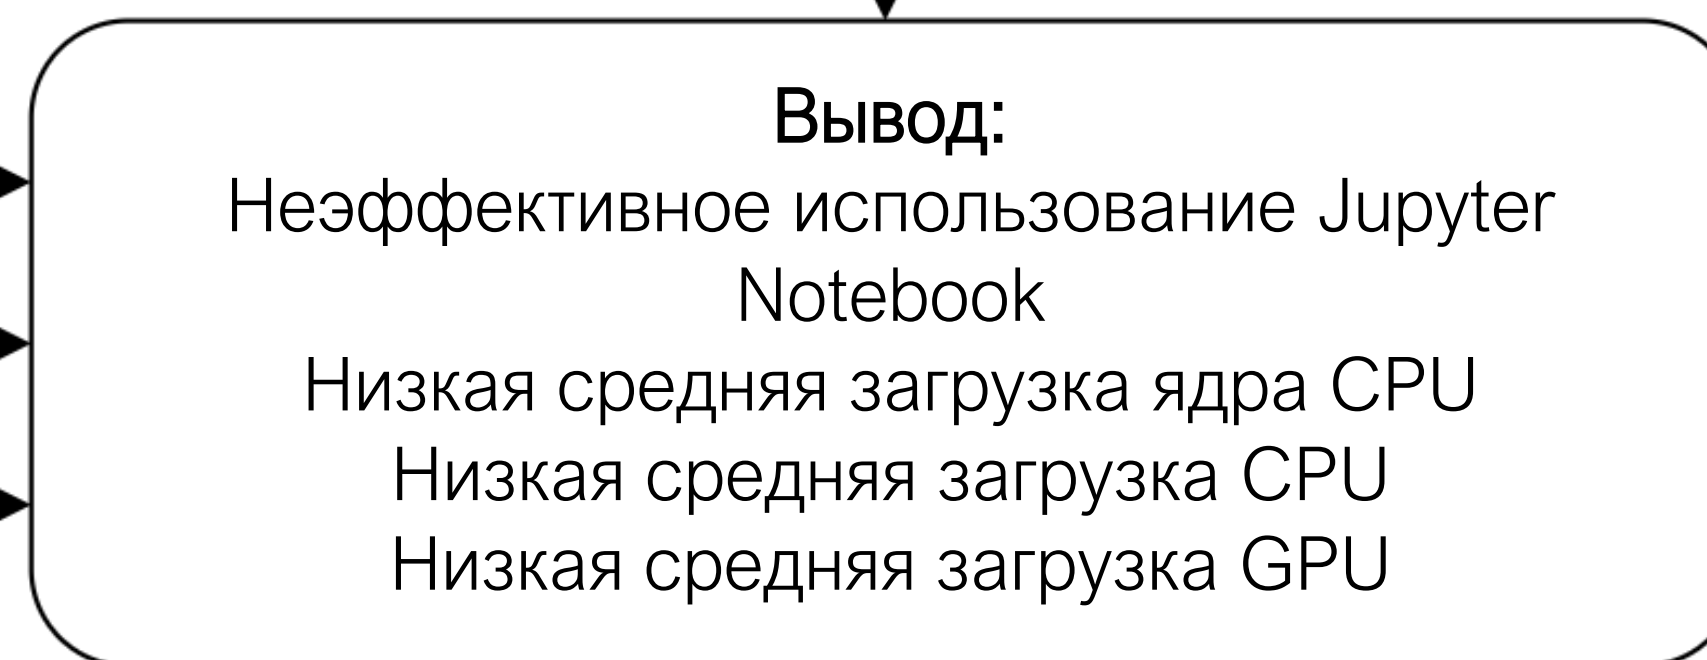 Вывод:
Неэффективное использование Jupyter
Notebook
Низкая средняя загрузка ядра CPU
Низкая средняя загрузка CPU
Низкая средняя загрузка GPU